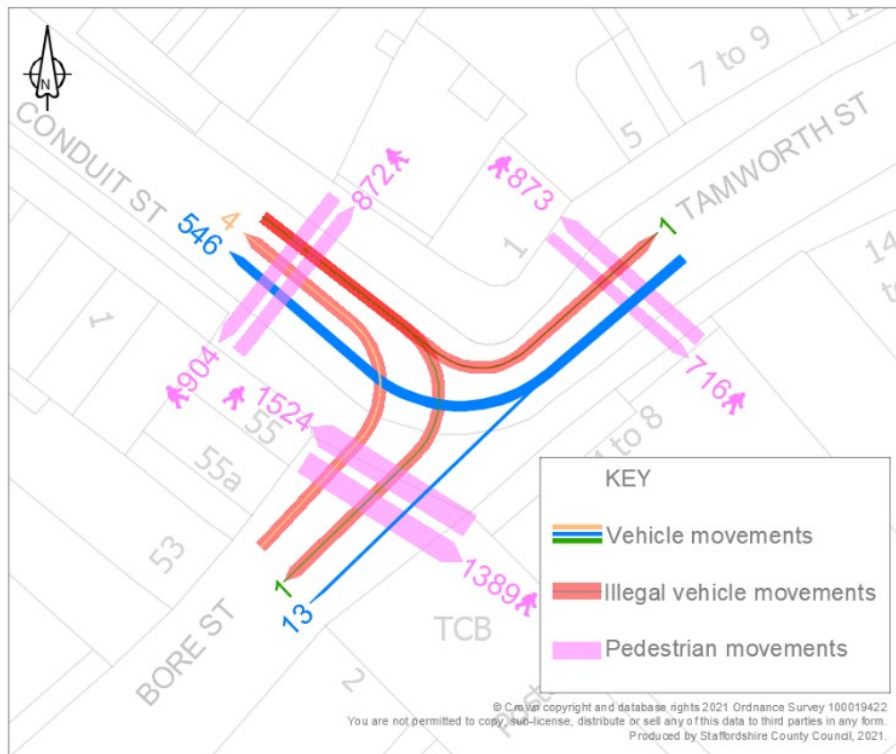 N
CONDUIT ST
TAMWORTH ST
BORE ST
7 to 9
5
1
14
872
873
1
4
546
904
1524
716
1389
1
13
1
55
55a
53
2
TCB
to 8
KEY
Vehicle movements
Illegal vehicle movements
Pedestrian movements
© Crown copyright and database rights 2021 Ordnance Survey 100019422
You are not permitted to copy, sub-license, distribute or sell any of this data to third parties in any form.
Produced by Staffordshire County Council, 2021.